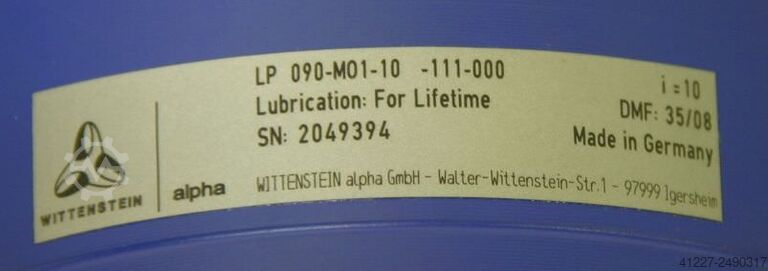 LP 090-M01-10 -111-000
i = 10
Lubrication: For Lifetime
DMF: 35/08
SN: 2049394
Made in Germany
WITTENSTEIN
alpha
WITTENSTEIN alpha GmbH - Walter-Wittenstein-Str.1 - 97999 Igersheim
41227-2490317